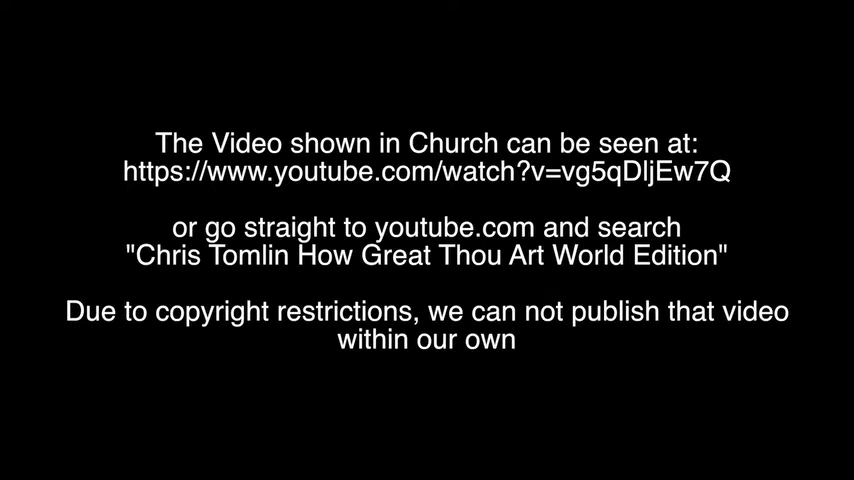 The Video shown in Church can be seen at:
https://www.youtube.com/watch?v=vg5qDljEw7Q
or go straight to youtube.com and search
"Chris Tomlin How Great Thou Art World Edition"
Due to copyright restrictions, we can not publish that video
within our own